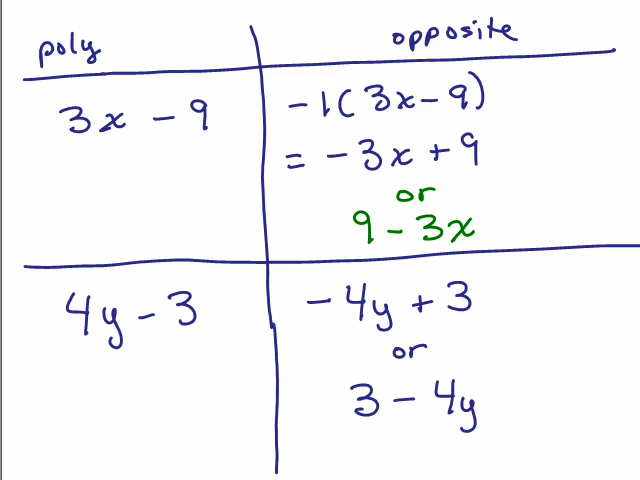 poly opposite
3x - 9 -1(3x - 9)
= -3x + 9
or
9 - 3x
4y - 3 -4y + 3
or
3 - 4y